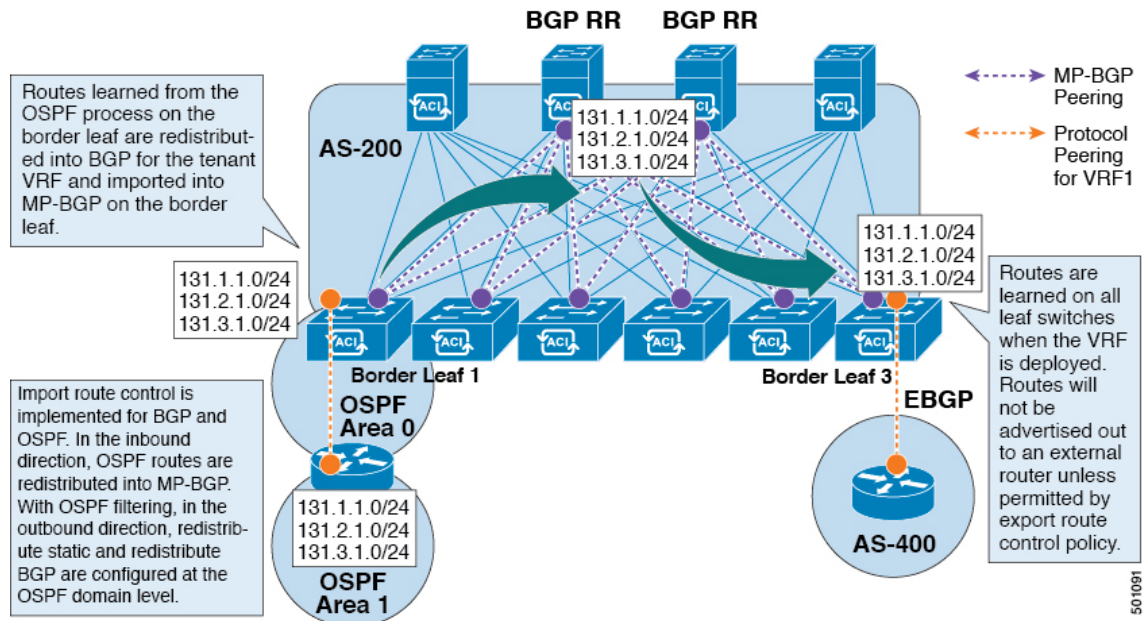 BGP RR
BGP RR
MP-BGP
Peering
Protocol
Peering
for VRF1
Routes learned from the
OSPF process on the
border leaf are redistribut-
ed into BGP for the tenant
VRF and imported into
MP-BGP on the border
leaf.
AS-200
ACI
ACI
ACI
ACI
131.1.1.0/24
131.2.1.0/24
131.3.1.0/24
131.1.1.0/24
131.2.1.0/24
131.3.1.0/24
131.1.1.0/24
131.2.1.0/24
131.3.1.0/24
ACI
ACI
ACI
ACI
ACI
ACI
Border Leaf 1
Border Leaf 3
Routes are
learned on all
leaf switches
when the VRF
is deployed.
Routes will
not be
advertised out
to an external
router unless
permitted by
export route
control policy.
Import route control is
implemented for BGP and
OSPF. In the inbound
direction, OSPF routes are
redistributed into MP-BGP.
With OSPF filtering, in the
outbound direction, redistrib-
ute static and redistribute
BGP are configured at the
OSPF domain level.
OSPF
Area 0
131.1.1.0/24
131.2.1.0/24
131.3.1.0/24
OSPF
Area 1
EBGP
AS-400
501091